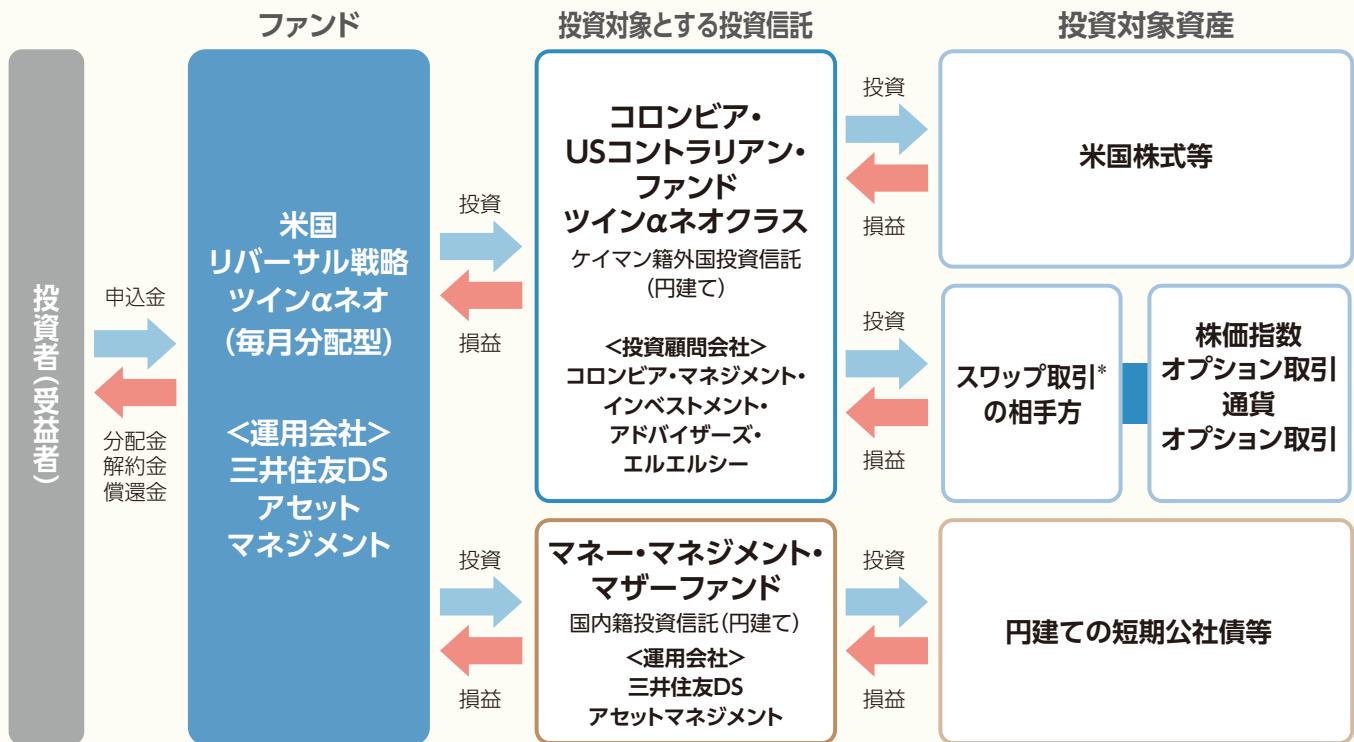 ファンド
投資対象とする投資信託
投資対象資産
投資者(受益者)
申込金
分配金
解約金
償還金
米国
リバーサル戦略
ツインαネオ
(毎月分配型)
<運用会社>
三井住友DS
アセット
マネジメント
投資
損益
コロンビア・
USコントラリアン・
ファンド
ツインαネオクラス
ケイマン籍外国投資信託
(円建て)
<投資顧問会社>
コロンビア・マネジメント・
インベストメント・
アドバイザーズ・
エルエルシー
投資
損益
米国株式等
投資
損益
スワップ取引*
の相手方
株価指数
オプション取引
通貨
オプション取引
投資
損益
マネー・マネジメント・
マザーファンド
国内籍投資信託(円建て)
<運用会社>
三井住友DS
アセットマネジメント
投資
損益
円建ての短期公社債等